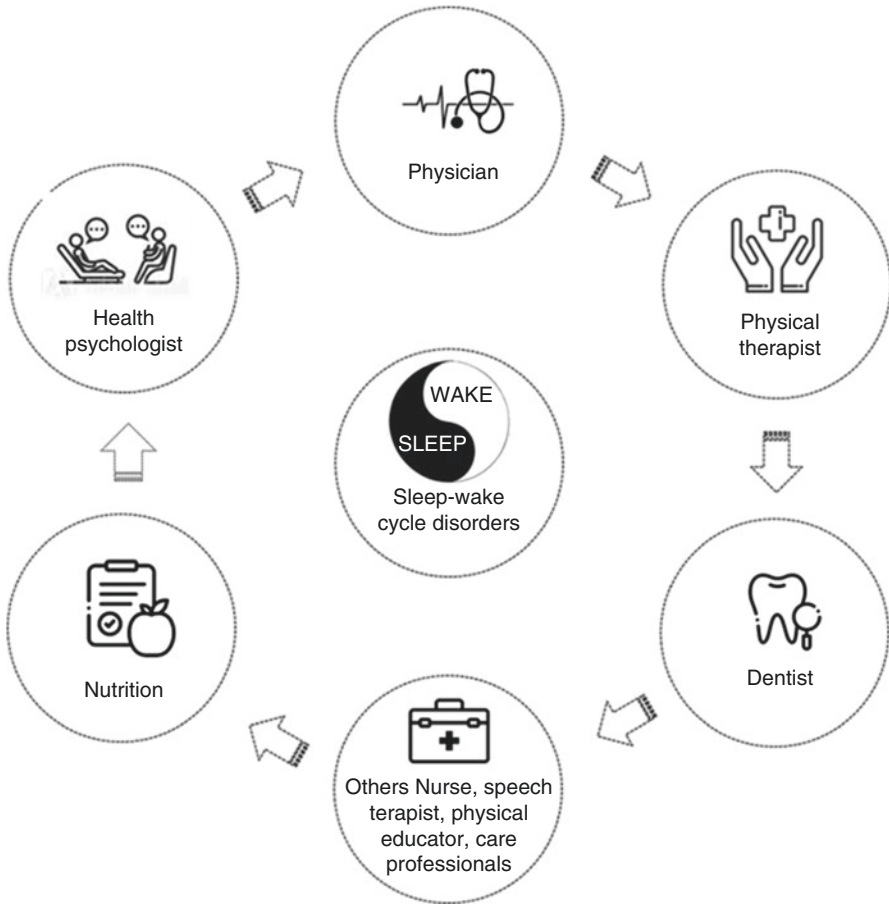 Physician
Health
psychologist
Physical
therapist
WAKE
SLEEP
Sleep-wake
cycle disorders
Nutrition
Dentist
Others Nurse, speech
terapist, physical
educator, care
professionals